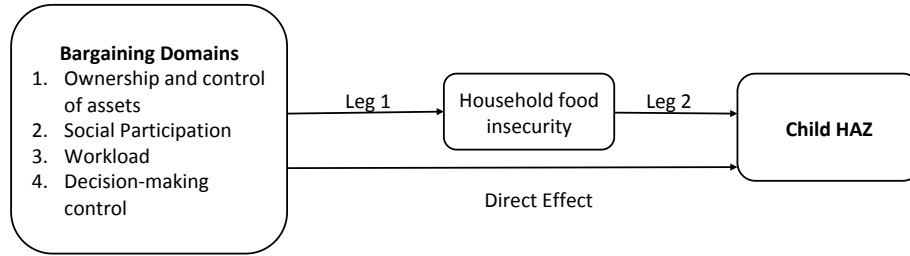 Bargaining Domains
1. Ownership and control
of assets
2. Social Participation
3. Workload
4. Decision-making
control
Leg 1
Household food
insecurity
Leg 2
Child HAZ
Direct Effect